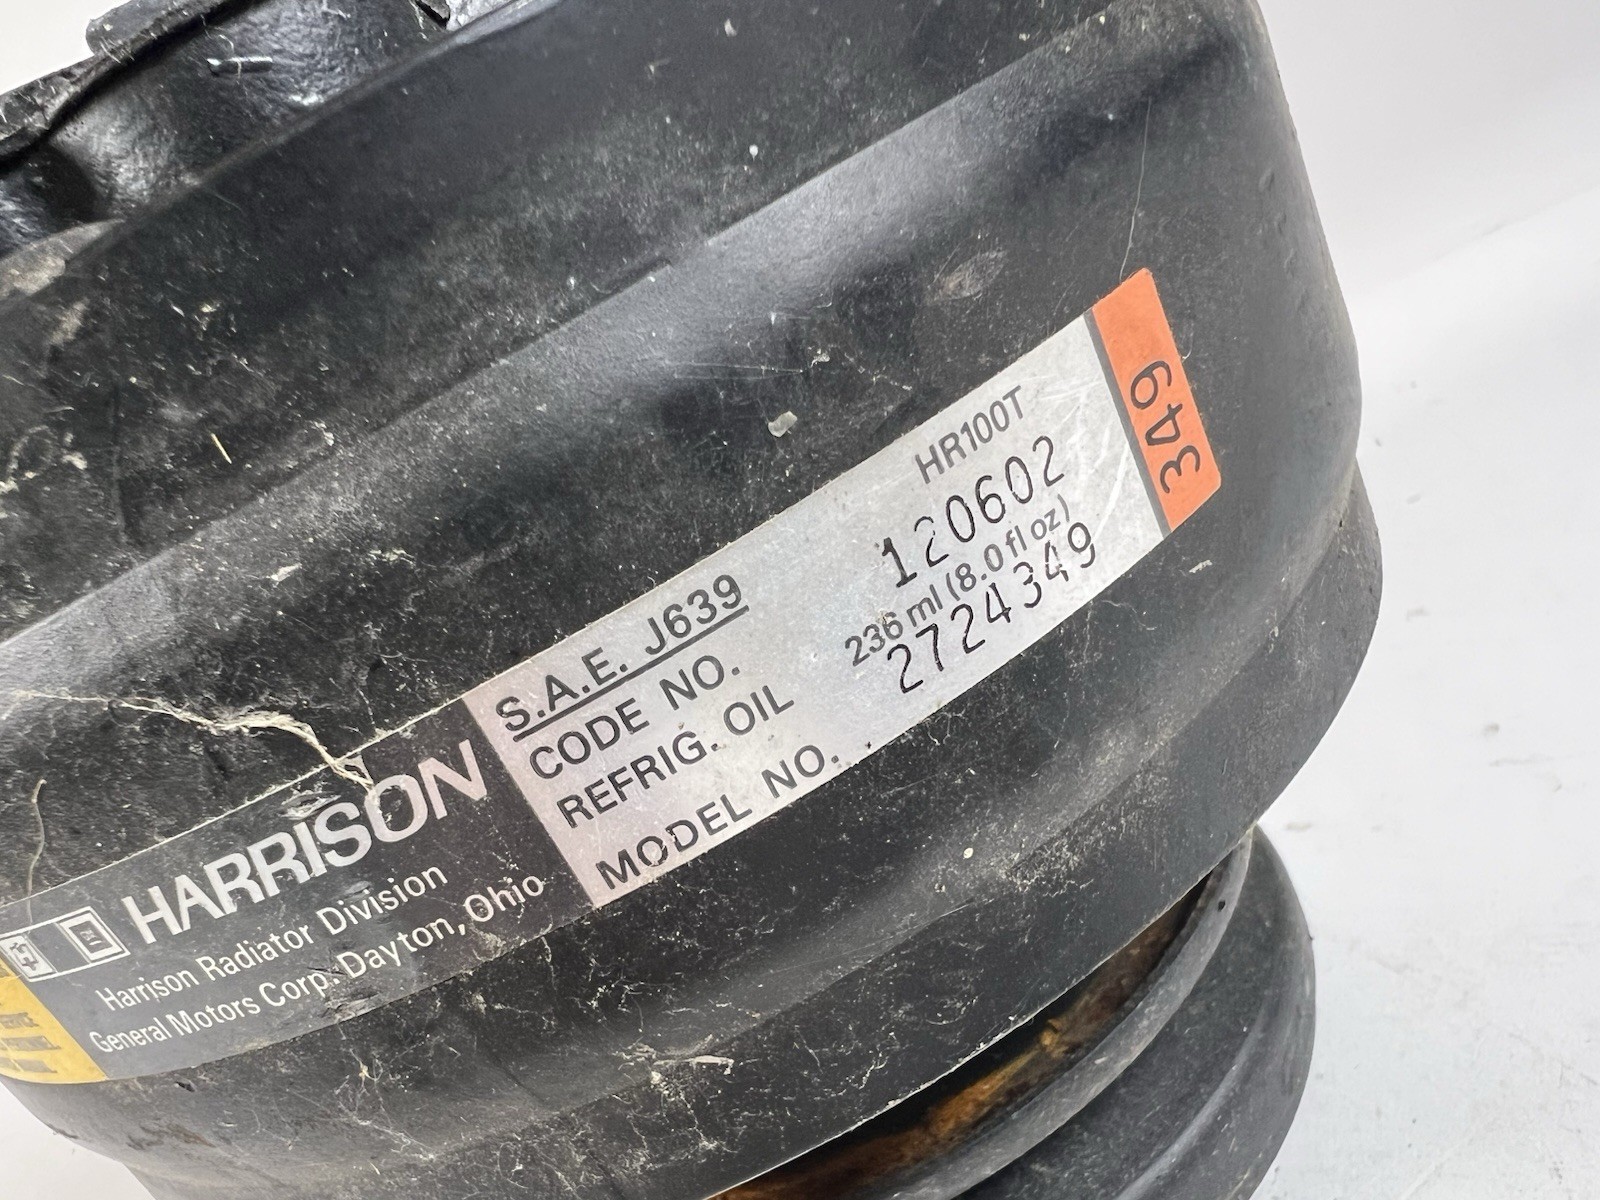 HARRISON
Harrison Radiator Division
General Motors Corp. Dayton, Ohio
S.A.E. J639 HR100T
CODE NO. 120602
REFRIG. OIL 236 ml (8.0 fl oz)
MODEL NO. 2724349
349